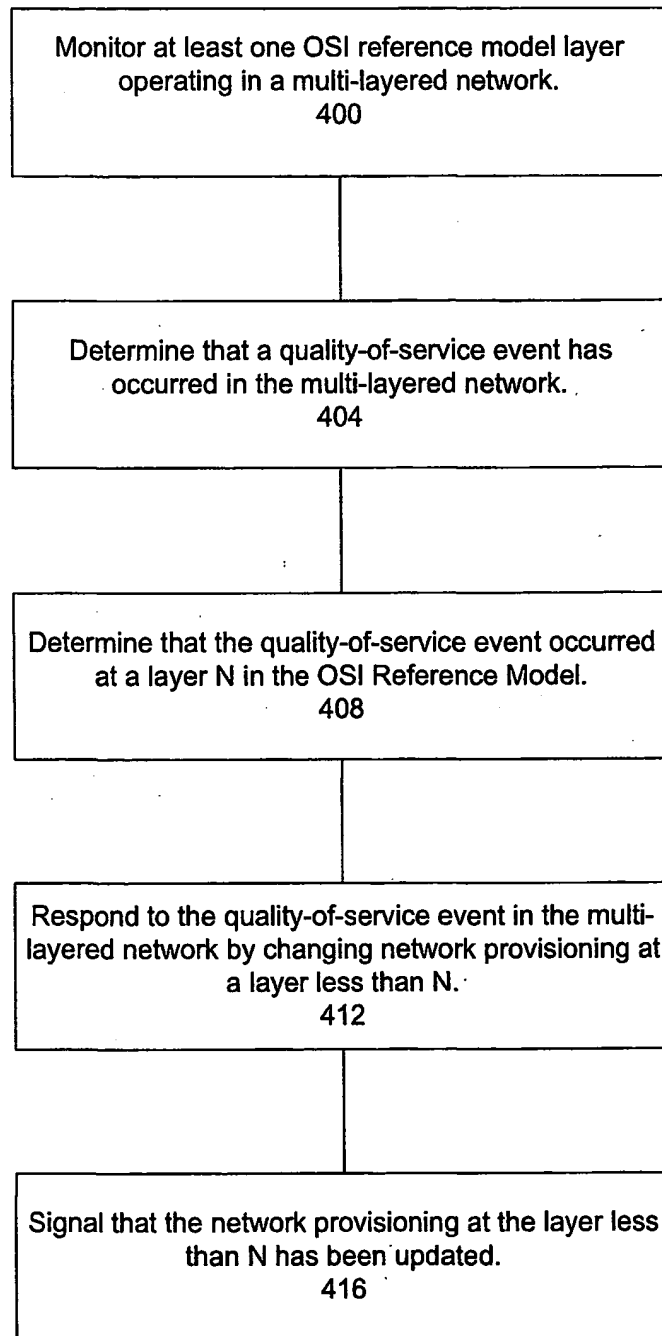 Monitor at least one OSI reference model layer
operating in a multi-layered network.
400
Determine that a quality-of-service event has
occurred in the multi-layered network.
404
Determine that the quality-of-service event occurred
at a layer N in the OSI Reference Model.
408
Respond to the quality-of-service event in the multi-
layered network by changing network provisioning at
a layer less than N.
412
Signal that the network provisioning at the layer less
than N has been updated.
416